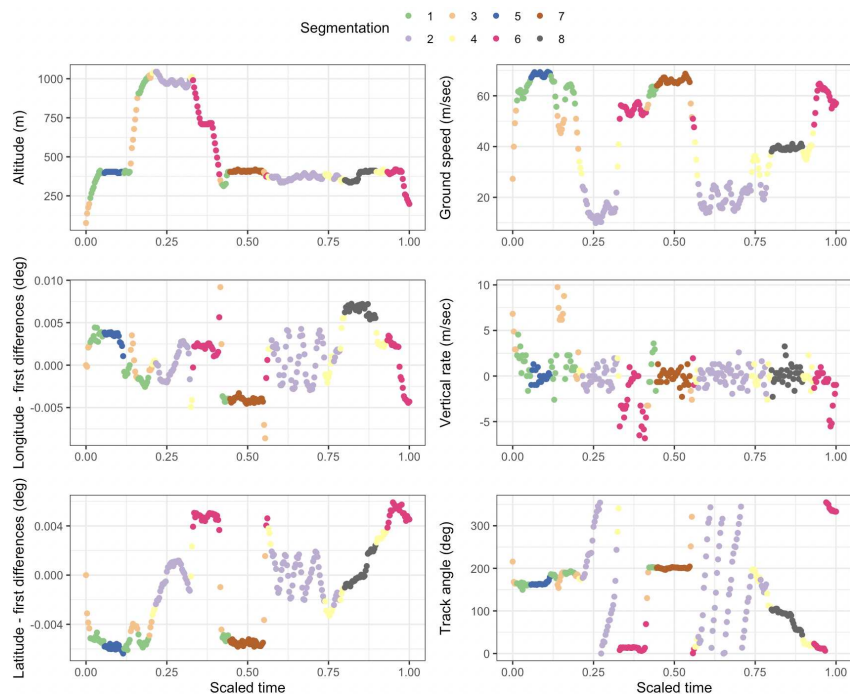 Segmentation 1 3 5 7
2 4 6 8
Altitude (m)
1000
750
500
250
0.00 0.25 0.50 0.75 1.00
Ground speed (m/sec)
60
40
20
0.00 0.25 0.50 0.75 1.00
Longitude - first differences (deg)
0.010
0.005
0.000
-0.005
0.00 0.25 0.50 0.75 1.00
Vertical rate (m/sec)
10
5
0
-5
0.00 0.25 0.50 0.75 1.00
Latitude - first differences (deg)
0.004
0.000
-0.004
0.00 0.25 0.50 0.75 1.00
Scaled time
Track angle (deg)
300
200
100
0
0.00 0.25 0.50 0.75 1.00
Scaled time